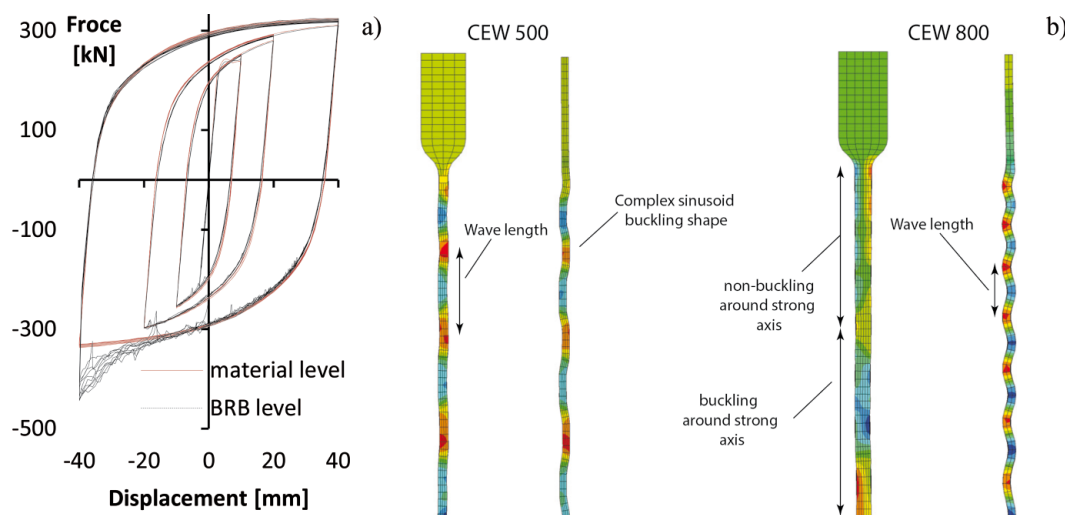 Froce
[kN]
300
100
-100
-300
-500
-40
-20
0
20
40
Displacement [mm]
material level
BRB level
a)
CEW 500
Wave length
Complex sinusoid
buckling shape
CEW 800
b)
non-buckling
around strong
axis
buckling
around strong
axis
Wave length